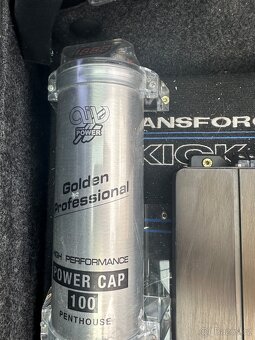 POWER
Golden
Professional
HIGH PERFORMANCE
POWER CAP
100
PENTHOUSE
KICK